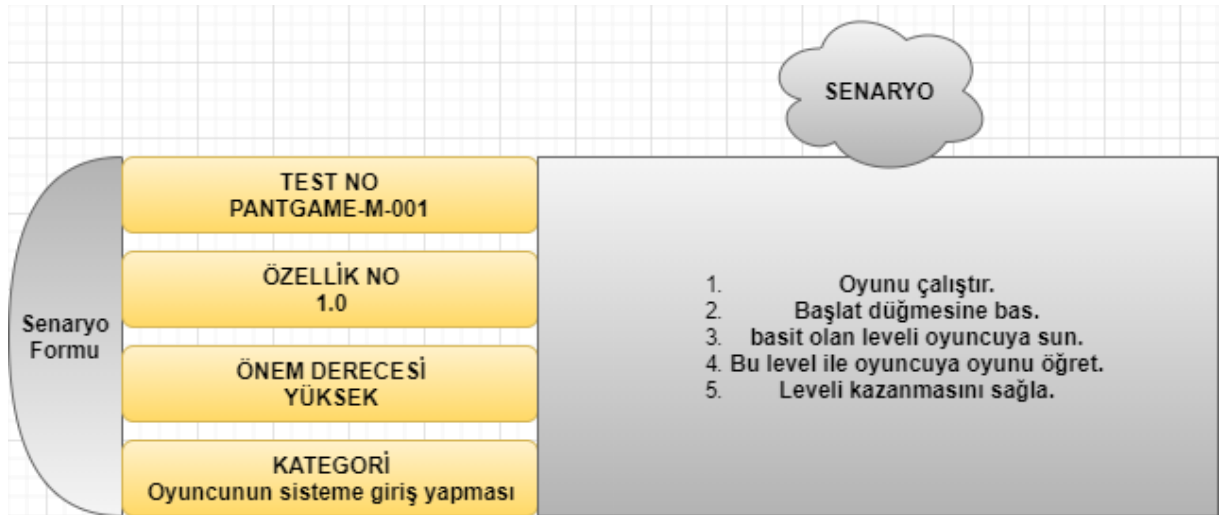 SENARYO
Senaryo
Formu
TEST NO
PANTGAME-M-001
ÖZELLİK NO
1.0
ÖNEM DERECESİ
YÜKSEK
KATEGORİ
Oyuncunun sisteme giriş yapması
1. Oyunu çalıştır.
2. Başlat düğmesine bas.
3. basit olan leveli oyuncuya sun.
4. Bu level ile oyuncuya oyunu öğret.
5. Leveli kazanmasını sağla.